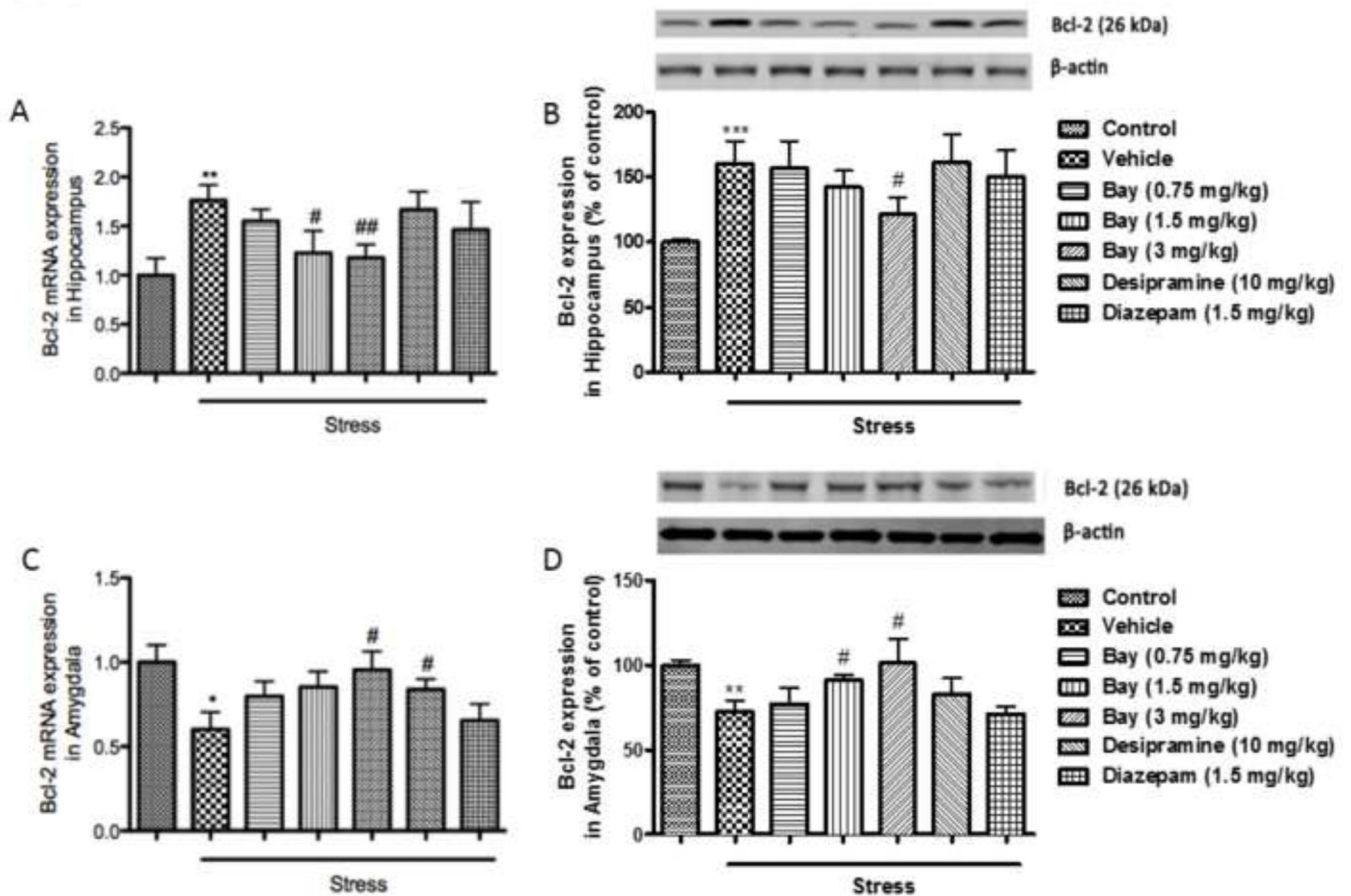 Bcl-2 (26 kDa)
β-actin
A
Bcl-2 mRNA expression
in Hippocampus
2.5
2.0
1.5
1.0
0.5
0.0
**
#
##
Stress
B
Bcl-2 expression
in Hippocampus (% of control)
200
150
100
50
0
***
#
Stress
Control
Vehicle
Bay (0.75 mg/kg)
Bay (1.5 mg/kg)
Bay (3 mg/kg)
Desipramine (10 mg/kg)
Diazepam (1.5 mg/kg)
Bcl-2 (26 kDa)
β-actin
C
Bcl-2 mRNA expression
in Amygdala
1.5
1.0
0.5
0.0
*
#
#
Stress
D
Bcl-2 expression
in Amygdala (% of control)
150
100
50
0
**
#
#
Stress
Control
Vehicle
Bay (0.75 mg/kg)
Bay (1.5 mg/kg)
Bay (3 mg/kg)
Desipramine (10 mg/kg)
Diazepam (1.5 mg/kg)